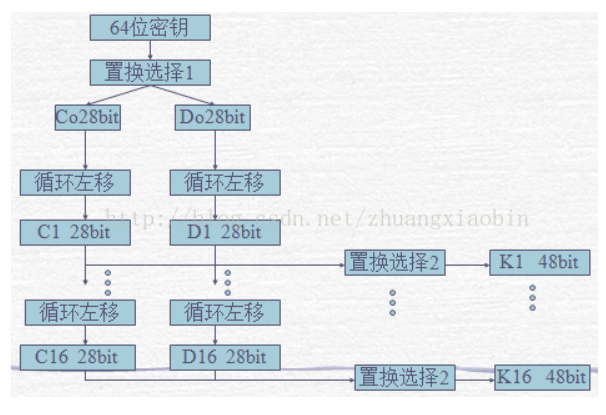 64位密钥
置换选择1
Co28bit
Do28bit
循环左移
循环左移
http://blog.csdn.net/zhuangxiaobin
C1 28bit
D1 28bit
置换选择2
K1 48bit
循环左移
循环左移
C16 28bit
D16 28bit
置换选择2
K16 48bit